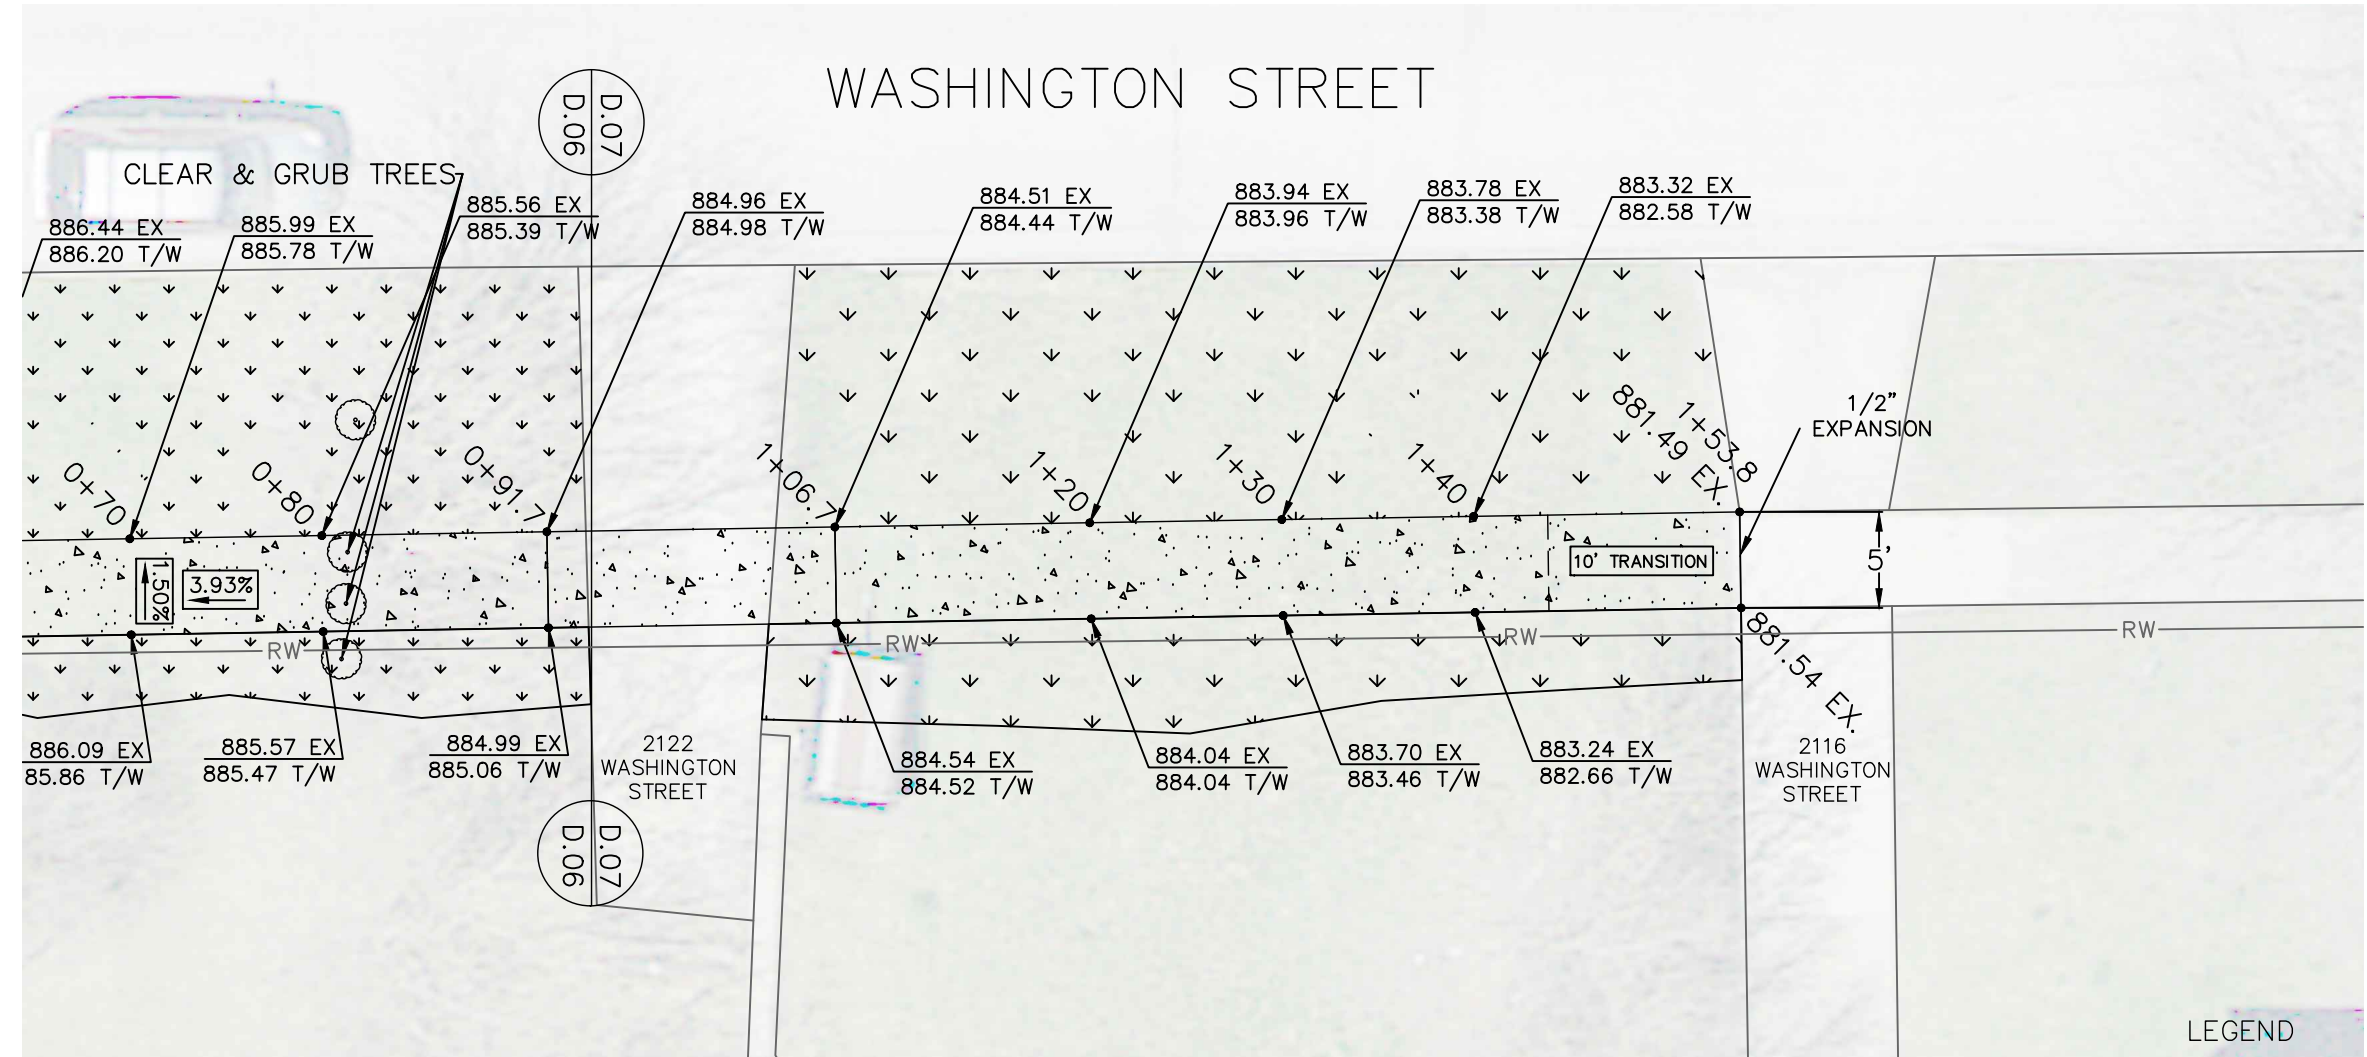 WASHINGTON STREET
D.06
D.07
CLEAR & GRUB TREES
886.44 EX
886.20 T/W
885.99 EX
885.78 T/W
885.56 EX
885.39 T/W
884.96 EX
884.98 T/W
884.51 EX
884.44 T/W
883.94 EX
883.96 T/W
883.78 EX
883.38 T/W
883.32 EX
882.58 T/W
0+70
0+80
0+91.7
1+06.7
1+20
1+30
1+40
1+53.8
881.49 EX.
1/2"
EXPANSION
1.50%
3.93%
10' TRANSITION
5'
RW
RW
RW
RW
881.54 EX.
886.09 EX
85.86 T/W
885.57 EX
885.47 T/W
884.99 EX
885.06 T/W
2122
WASHINGTON
STREET
884.54 EX
884.52 T/W
884.04 EX
884.04 T/W
883.70 EX
883.46 T/W
883.24 EX
882.66 T/W
2116
WASHINGTON
STREET
D.06
D.07
LEGEND